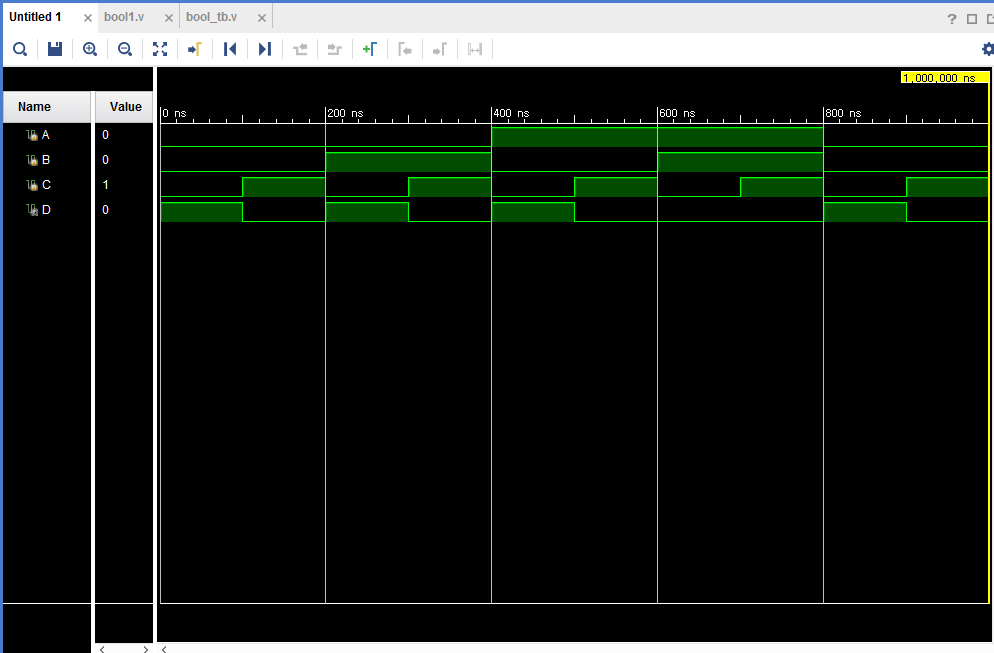 Untitled 1 × bool1.v × bool_tb.v ×
?
1,000,000 ns
Name Value
0 ns 200 ns 400 ns 600 ns 800 ns
A 0
B 0
C 1
D 0